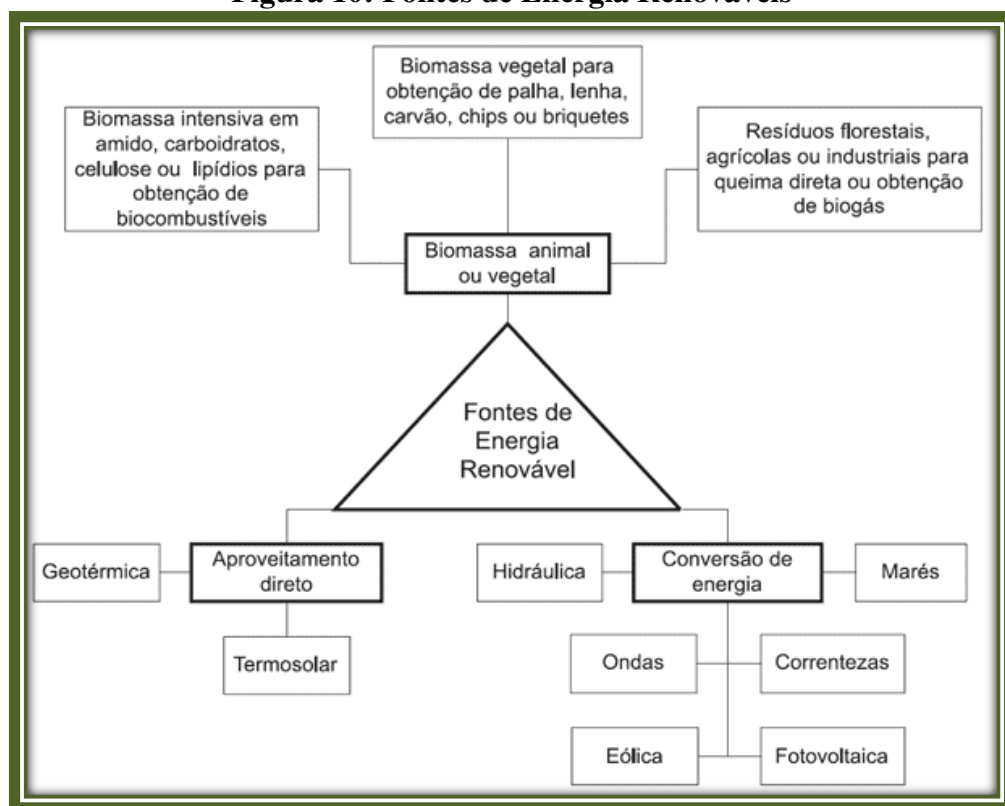 Figura 10: Fontes de Energia Renováveis
Biomassa vegetal para
obtenção de palha, lenha,
carvão, chips ou briquetes
Biomassa intensiva em
amido, carboidratos,
celulose ou lipídios para
obtenção de
biocombustíveis
Resíduos florestais,
agrícolas ou industriais para
queima direta ou obtenção
de biogás
Biomassa animal
ou vegetal
Fontes de
Energia
Renovável
Geotérmica
Aproveitamento
direto
Termosolar
Hidráulica
Conversão de
energia
Marés
Ondas
Correntezas
Eólica
Fotovoltaica